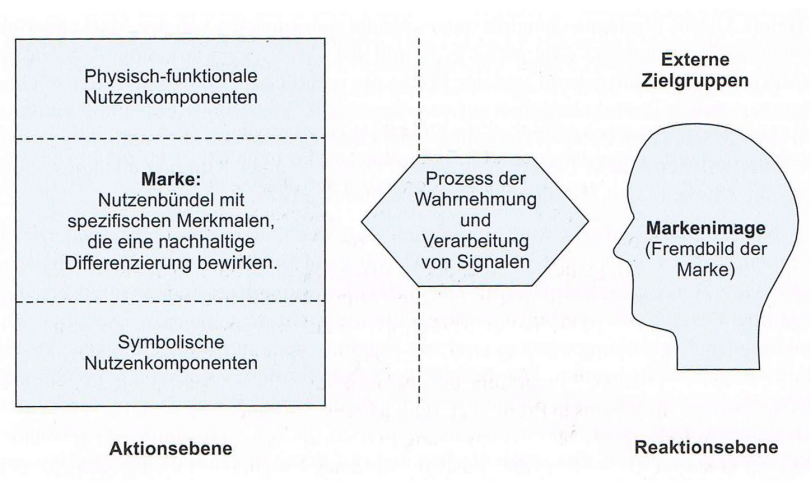 Physisch-funktionale
Nutzenkomponenten
Marke:
Nutzenbündel mit
spezifischen Merkmalen,
die eine nachhaltige
Differenzierung bewirken.
Symbolische
Nutzenkomponenten
Aktionsebene
Prozess der
Wahrnehmung
und
Verarbeitung
von Signalen
Externe
Zielgruppen
Markenimage
(Fremdbild der
Marke)
Reaktionsebene